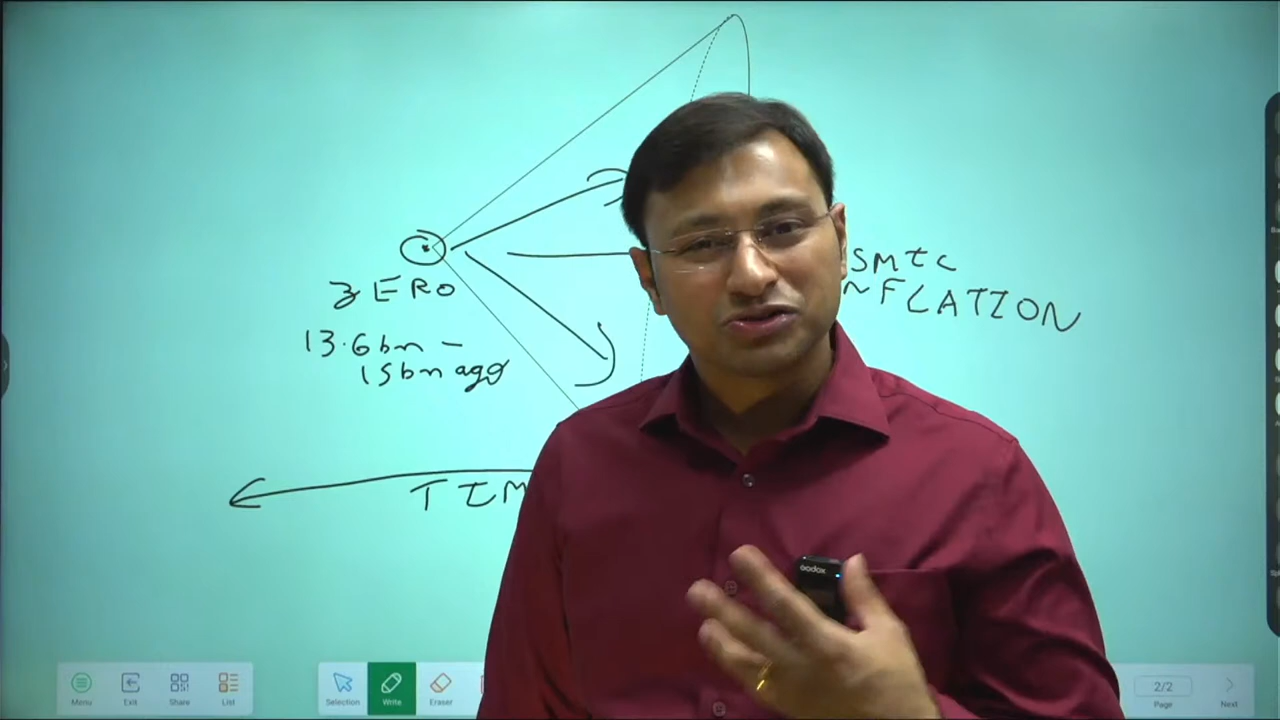 SMIC
NFLATION
ZERO
13.6bn -
15bn ago
TIM
Godox
Menu
Exit
Share
List
Selection
Write
Eraser
2/2
Page
Next